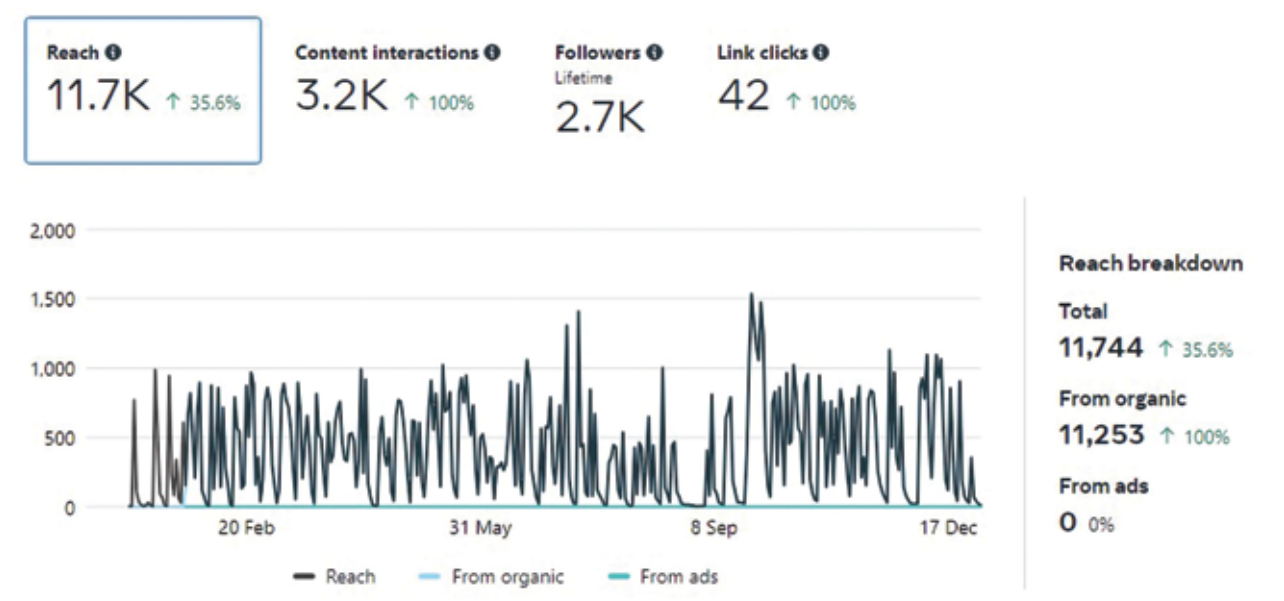 Reach
11.7K ↑ 35.6%
Content interactions
3.2K ↑ 100%
Followers
Lifetime
2.7K
Link clicks
42 ↑ 100%
2,000
1,500
1,000
500
0
20 Feb 31 May 8 Sep 17 Dec
Reach From organic From ads
Reach breakdown
Total
11,744 ↑ 35.6%
From organic
11,253 ↑ 100%
From ads
0 0%